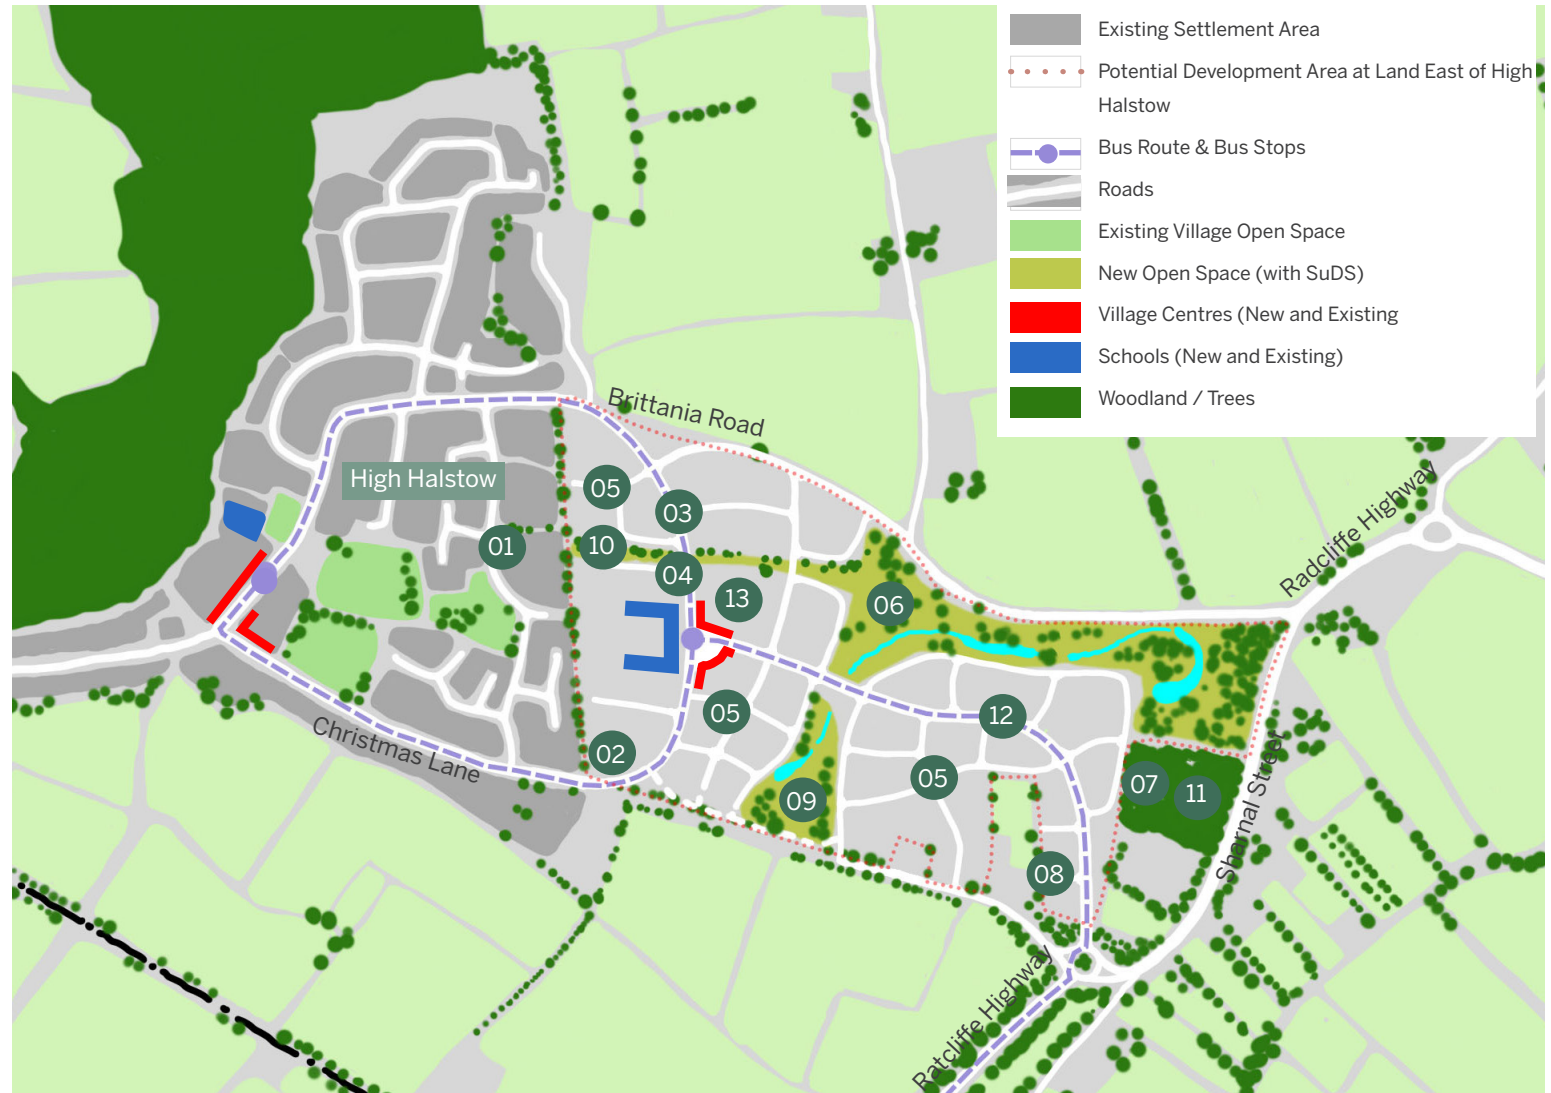 Existing Settlement Area
Potential Development Area at Land East of High
Halstow
Bus Route & Bus Stops
Roads
Existing Village Open Space
New Open Space (with SuDS)
Village Centres (New and Existing
Schools (New and Existing)
Woodland / Trees
Brittania Road
Radcliffe Highway
High Halstow
05
03
01
10
04
13
06
05
12
Christmas Lane
02
05
07
11
09
Sharnal Street
08
Ratcliffe Highway